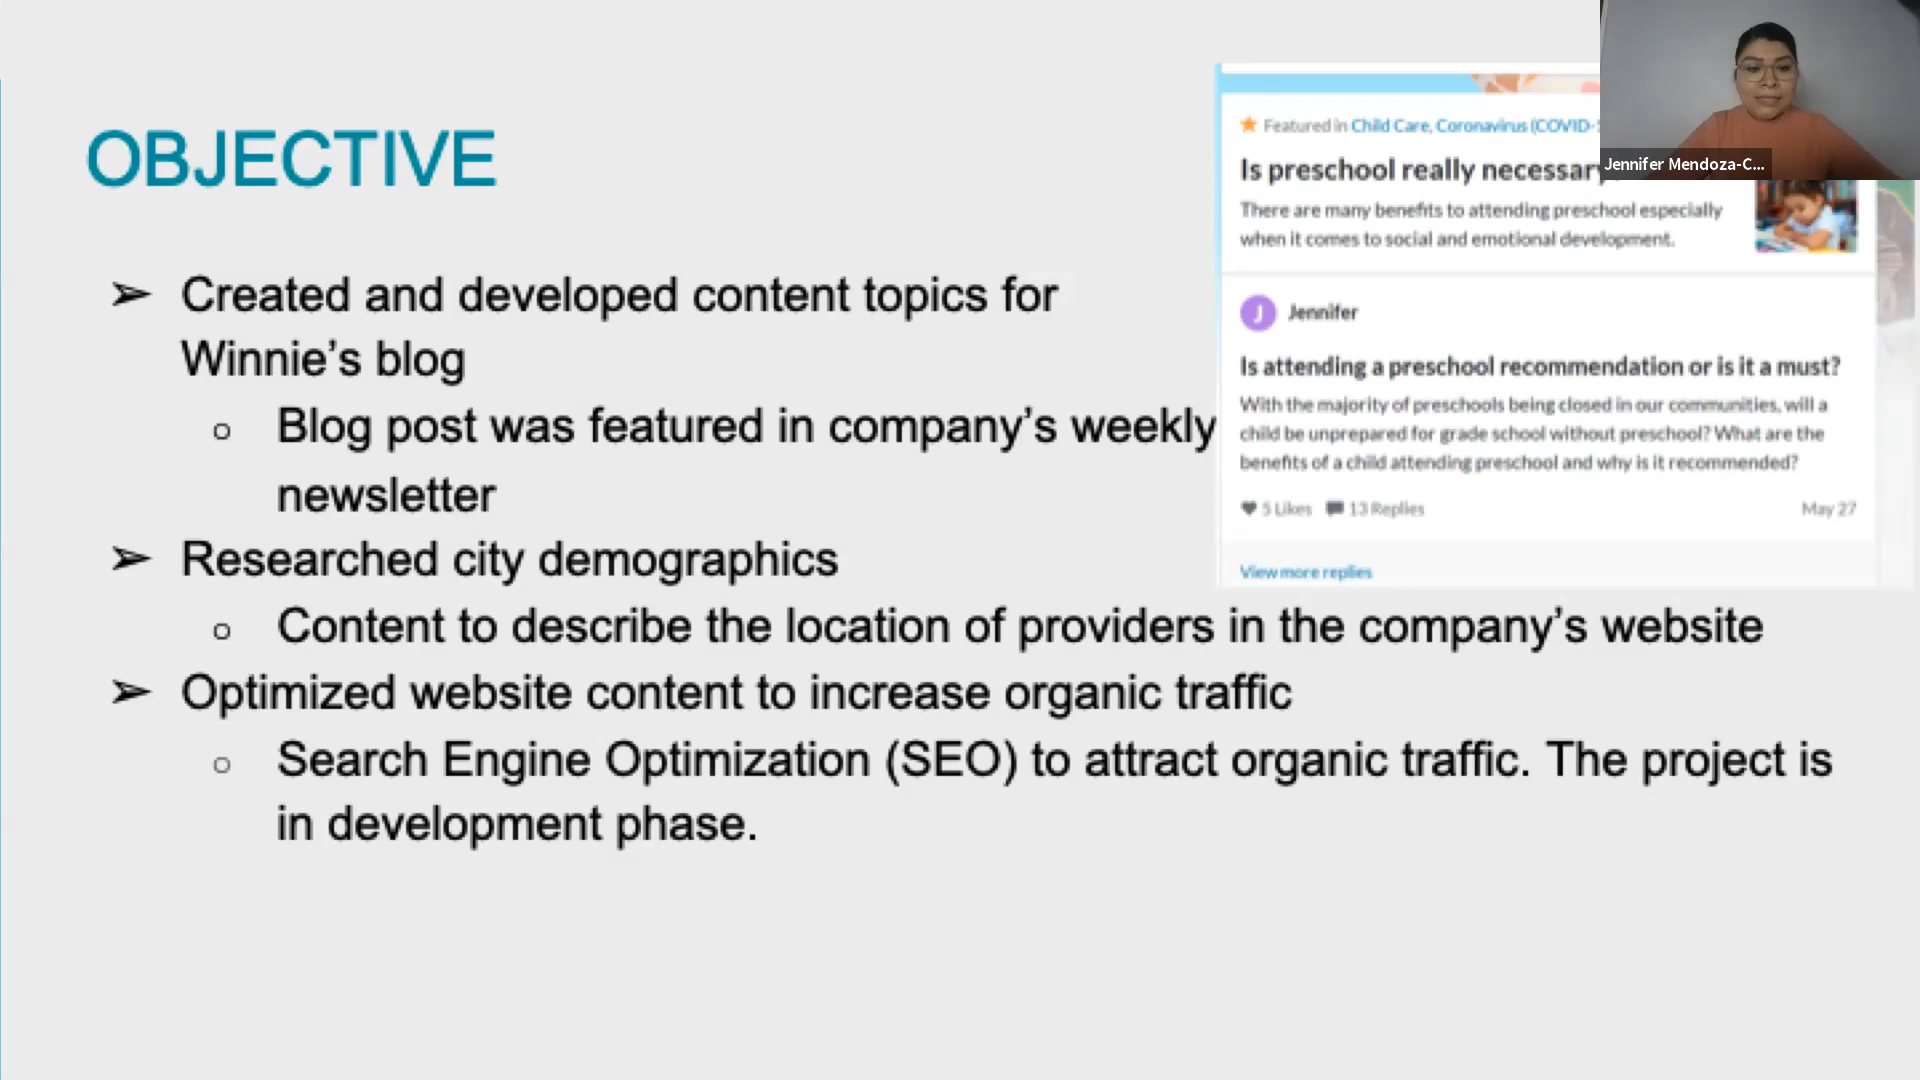 OBJECTIVE
➢ Created and developed content topics for
Winnie’s blog
o Blog post was featured in company’s weekly
newsletter
➢ Researched city demographics
o Content to describe the location of providers in the company’s website
➢ Optimized website content to increase organic traffic
o Search Engine Optimization (SEO) to attract organic traffic. The project is
in development phase.
Featured in Child Care, Coronavirus (COVID-
Is preschool really necessary
There are many benefits to attending preschool especially
when it comes to social and emotional development.
J Jennifer
Is attending a preschool recommendation or is it a must?
With the majority of preschools being closed in our communities, will a
child be unprepared for grade school without preschool? What are the
benefits of a child attending preschool and why is it recommended?
5 Likes 13 Replies May 27
View more replies
Jennifer Mendoza-C...